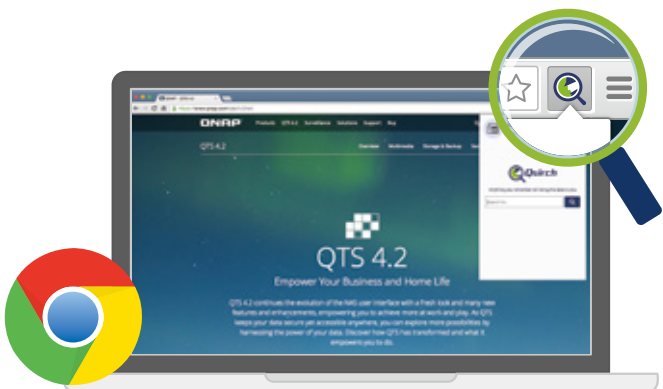 QNAP
Products QTS 4.2 Surveillance Solutions Support Buy
QTS 4.2
Overview Multimedia Storage & Backup
Qsirch
QTS 4.2
Empower Your Business and Home Life
QTS 4.2 continues the evolution of the NAS user interface with a fresh look and many new
features and enhancements, empowering you to achieve more at work and play. As QTS
keeps your data secure yet accessible anywhere, you can explore more possibilities by
harnessing the power of your data. Discover how QTS has transformed and what it
empowers you to do.